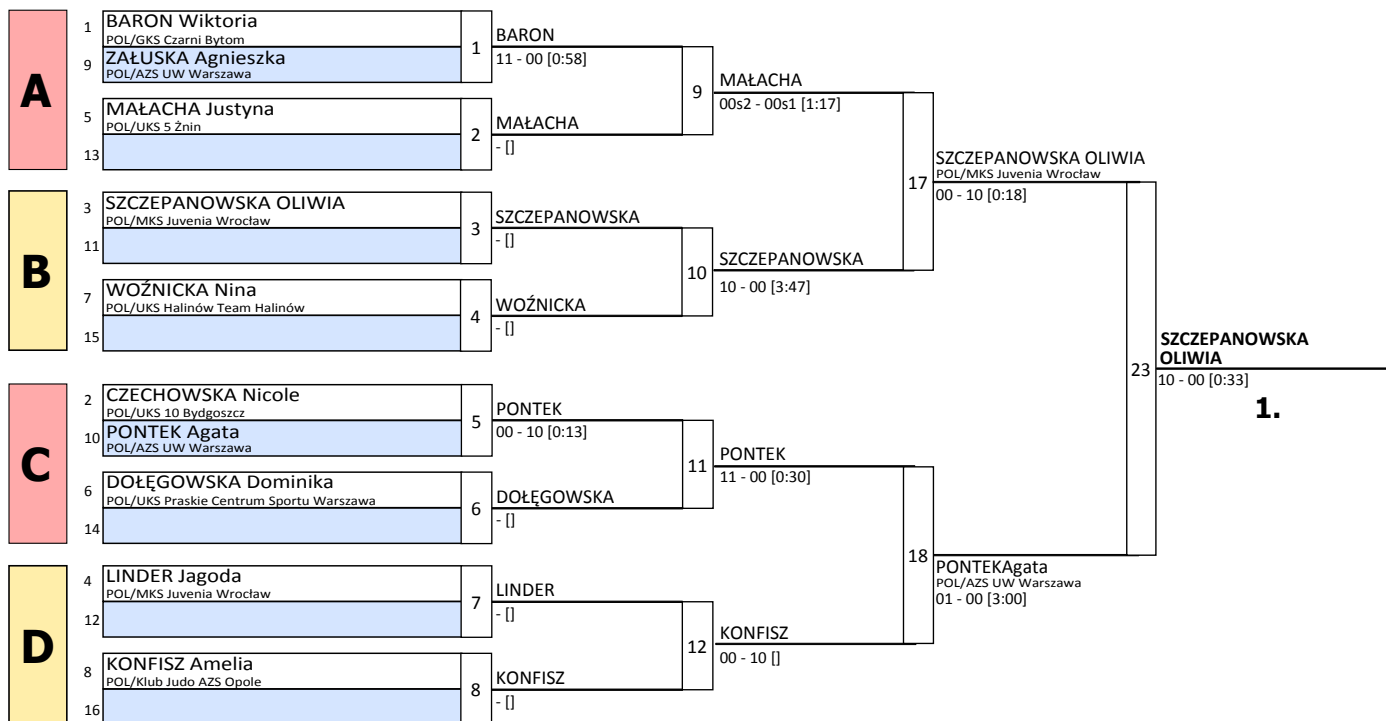 A
1
BARON Wiktoria
POL/GKS Czarni Bytom
9
ZAŁUSKA Agnieszka
POL/AZS UW Warszawa
1
5
MAŁACHA Justyna
POL/UKS 5 Żnin
13
2
B
3
SZCZEPANOWSKA OLIWIA
POL/MKS Juvenia Wrocław
11
3
7
WOŹNICKA Nina
POL/UKS Halinów Team Halinów
15
4
C
2
CZECHOWSKA Nicole
POL/UKS 10 Bydgoszcz
10
PONTEK Agata
POL/AZS UW Warszawa
5
6
DOŁĘGOWSKA Dominika
POL/UKS Praskie Centrum Sportu Warszawa
14
6
D
4
LINDER Jagoda
POL/MKS Juvenia Wrocław
12
7
8
KONFISZ Amelia
POL/Klub Judo AZS Opole
16
8
BARON
11 - 00 [0:58]
MAŁACHA
- []
9
SZCZEPANOWSKA
- []
WOŹNICKA
- []
10
PONTEK
00 - 10 [0:13]
DOŁĘGOWSKA
- []
11
LINDER
- []
KONFISZ
- []
12
MAŁACHA
00s2 - 00s1 [1:17]
SZCZEPANOWSKA
10 - 00 [3:47]
17
PONTEK
11 - 00 [0:30]
KONFISZ
00 - 10 []
18
SZCZEPANOWSKA OLIWIA
POL/MKS Juvenia Wrocław
00 - 10 [0:18]
PONTEKAgata
POL/AZS UW Warszawa
01 - 00 [3:00]
23
SZCZEPANOWSKA
OLIWIA
10 - 00 [0:33]
1.